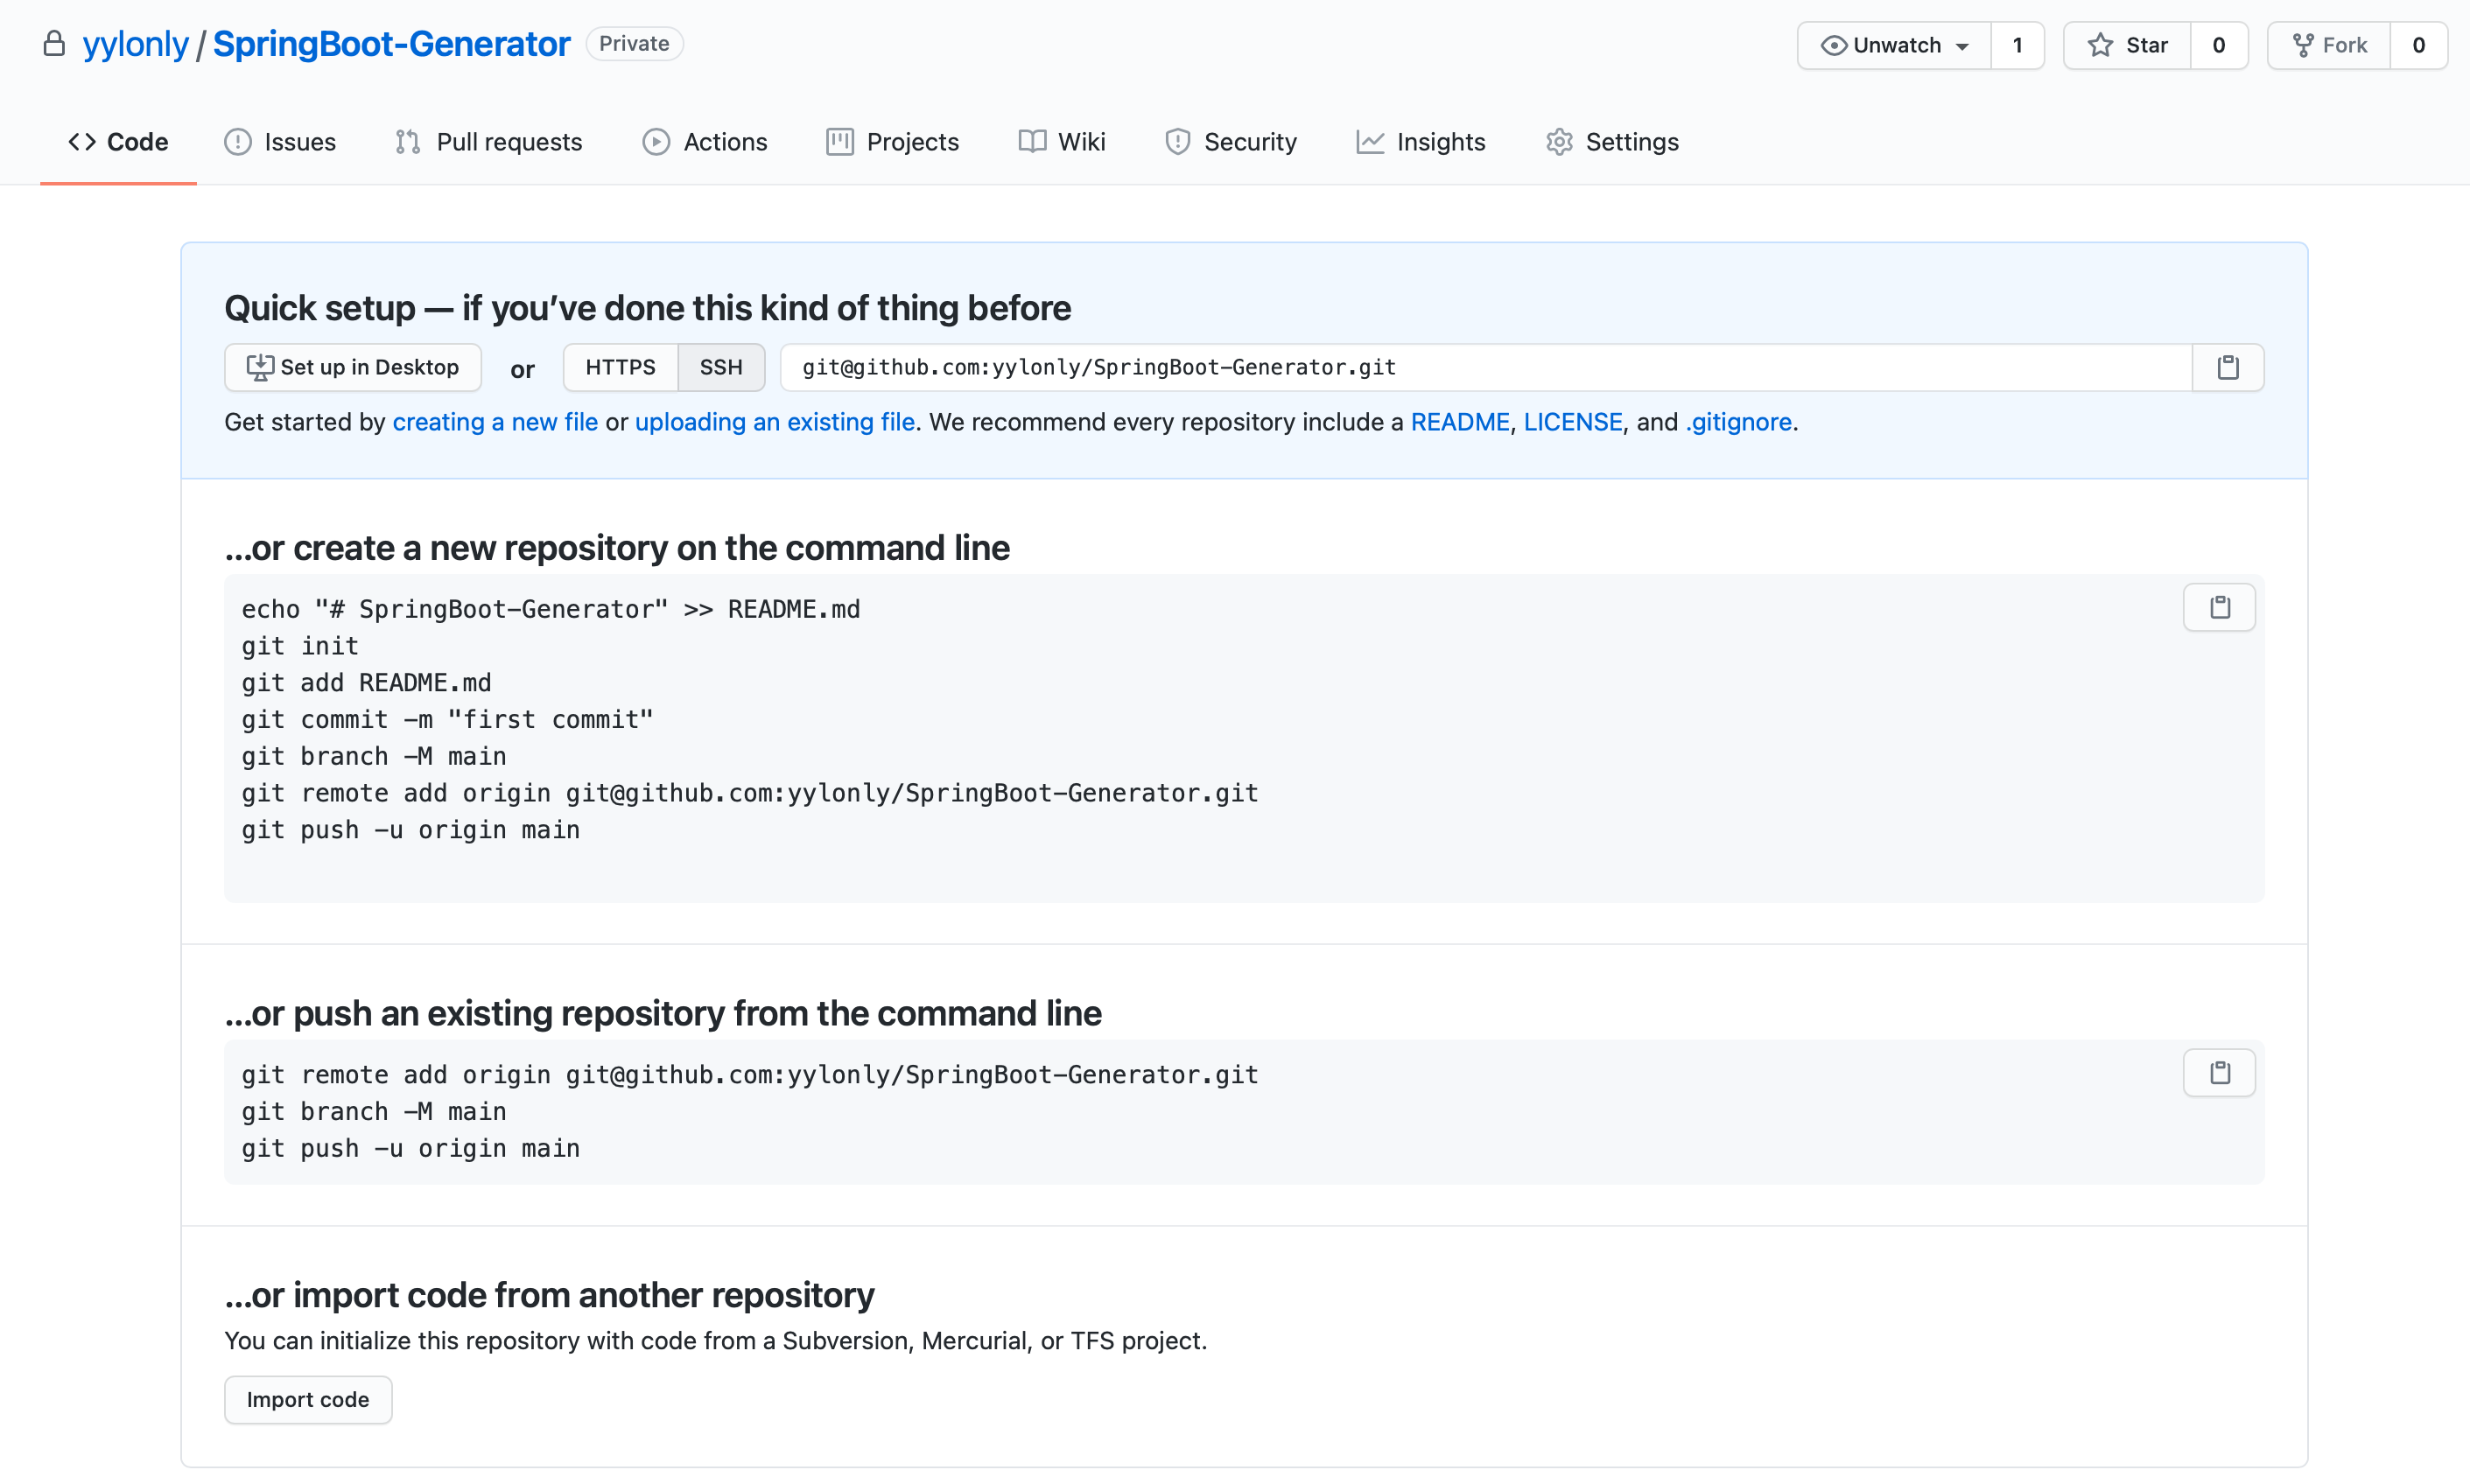 yylonly / SpringBoot-Generator Private
Unwatch 1 Star 0 Fork 0
Code Issues Pull requests Actions Projects Wiki Security Insights Settings
Quick setup — if you’ve done this kind of thing before
Set up in Desktop or HTTPS SSH git@github.com:yylonly/SpringBoot-Generator.git
Get started by creating a new file or uploading an existing file. We recommend every repository include a README, LICENSE, and .gitignore.
…or create a new repository on the command line
echo "# SpringBoot-Generator" >> README.md
git init
git add README.md
git commit -m "first commit"
git branch -M main
git remote add origin git@github.com:yylonly/SpringBoot-Generator.git
git push -u origin main
…or push an existing repository from the command line
git remote add origin git@github.com:yylonly/SpringBoot-Generator.git
git branch -M main
git push -u origin main
…or import code from another repository
You can initialize this repository with code from a Subversion, Mercurial, or TFS project.
Import code